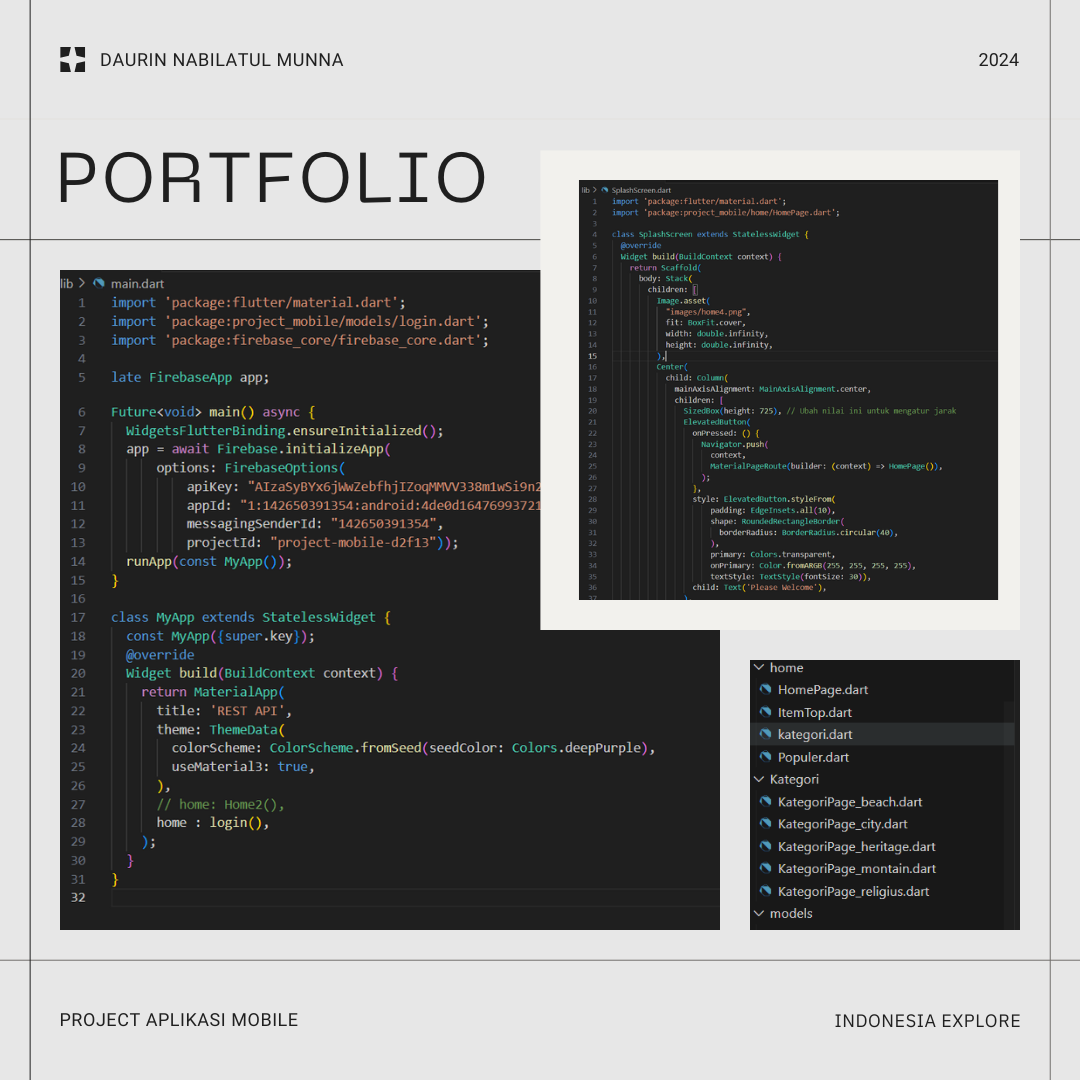 DAURIN NABILATUL MUNNA
2024
PORTFOLIO
lib > main.dart
1 import 'package:flutter/material.dart';
2 import 'package:project_mobile/models/login.dart';
3 import 'package:firebase_core/firebase_core.dart';
4
5 late FirebaseApp app;
6 Future<void> main() async {
7 WidgetsFlutterBinding.ensureInitialized();
8 app = await Firebase.initializeApp(
9 options: FirebaseOptions(
10 apiKey:
11 appId: "1:142650391354:android:4de0d16476993721
12 messagingSenderId: "142650391354",
13 projectId: "project-mobile-d2f13"));
14 runApp(const MyApp());
15 }
16
17 class MyApp extends StatelessWidget {
18 const MyApp({super.key});
19 @override
20 Widget build(BuildContext context) {
21 return MaterialApp(
22 title: 'REST API',
23 theme: ThemeData(
24 colorScheme: ColorScheme.fromSeed(seedColor: Colors.deepPurple),
25 useMaterial3: true,
26 ),
27 // home: Home2(),
28 home : login(),
29 );
30 }
31 }
32
lib > SplashScreen.dart
1 import 'package:flutter/material.dart';
2 import 'package:project_mobile/home/HomePage.dart';
3
4 class SplashScreen extends StatelessWidget {
5 @override
6 Widget build(BuildContext context) {
7 return Scaffold(
8 body: Stack(
9 children: [
10 Image.asset(
11 "images/home4.png",
12 fit: BoxFit.cover,
13 width: double.infinity,
14 height: double.infinity,
15 ),
16 Center(
17 child: Column(
18 mainAxisAlignment: MainAxisAlignment.center,
19 children: [
20 SizedBox(height: 725), // Ubah nilai ini untuk mengatur jarak
21 ElevatedButton(
22 onPressed: () {
23 Navigator.push(
24 context,
25 MaterialPageRoute(builder: (context) => HomePage()),
26 );
27 },
28 style: ElevatedButton.styleFrom(
29 padding: EdgeInsets.all(10),
30 shape: RoundedRectangleBorder(
31 borderRadius: BorderRadius.circular(40),
32 ),
33 primary: Colors.transparent,
34 onPrimary: Color.fromARGB(255, 255, 255, 255),
35 textStyle: TextStyle(fontSize: 30)),
36 child: Text('Please Welcome'),
37 ),
home
HomePage.dart
ItemTop.dart
kategori.dart
Populer.dart
Kategori
KategoriPage_beach.dart
KategoriPage_city.dart
KategoriPage_heritage.dart
KategoriPage_montain.dart
KategoriPage_religius.dart
models
PROJECT APLIKASI MOBILE
INDONESIA EXPLORE